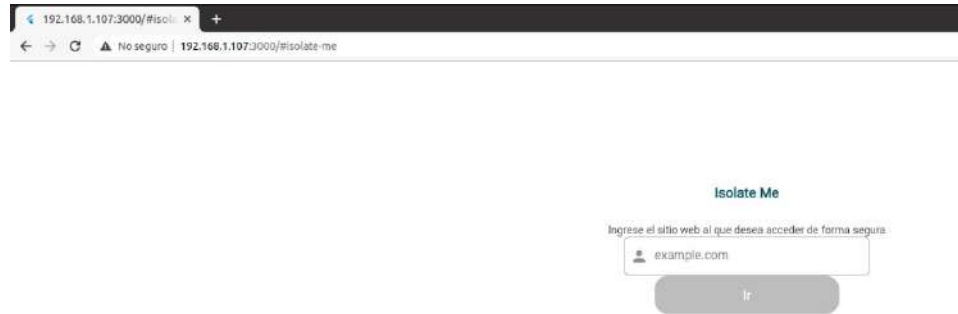 192.168.1.107:3000/#isola
No seguro | 192.168.1.107:3000/#isolate-me
Isolate Me
Ingrese el sitio web al que desea acceder de forma segura
example.com
Ir